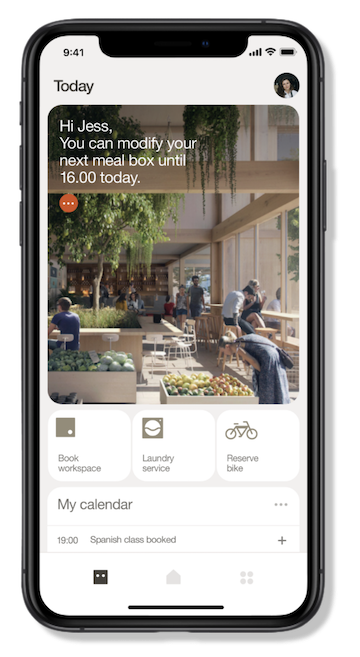 9:41
Today
Hi Jess,
You can modify your
next meal box until
16.00 today.
Book
workspace
Laundry
service
Reserve
bike
My calendar
19:00 Spanish class booked